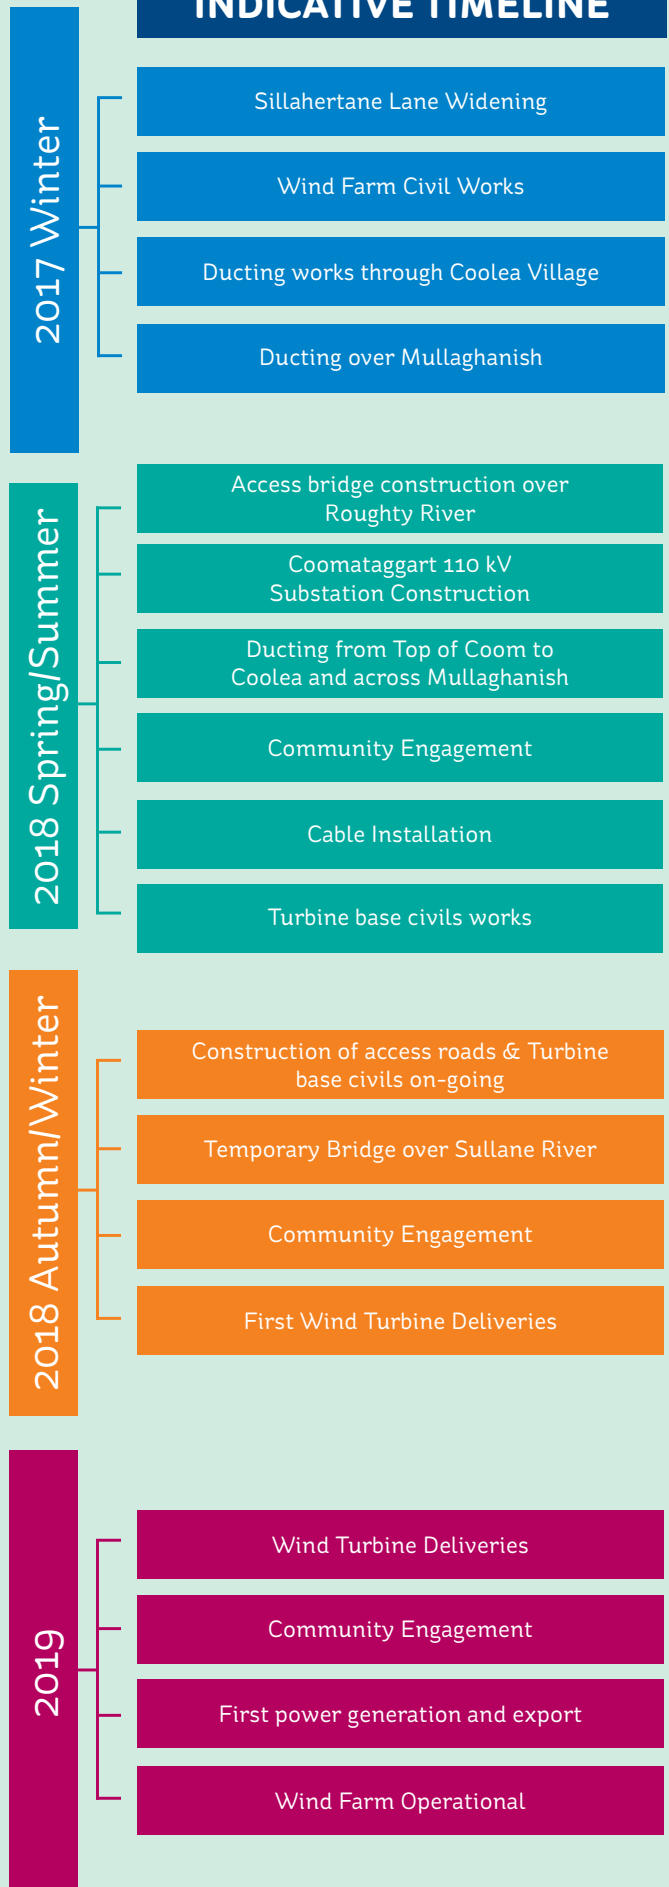 INDICATIVE TIMELINE
2017 Winter
Sillahertane Lane Widening
Wind Farm Civil Works
Ducting works through Coolea Village
Ducting over Mullaghanish
2018 Spring/Summer
Access bridge construction over
Roughty River
Coomataggart 110 kV
Substation Construction
Ducting from Top of Coom to
Coolea and across Mullaghanish
Community Engagement
Cable Installation
Turbine base civils works
2018 Autumn/Winter
Construction of access roads & Turbine
base civils on-going
Temporary Bridge over Sullane River
Community Engagement
First Wind Turbine Deliveries
2019
Wind Turbine Deliveries
Community Engagement
First power generation and export
Wind Farm Operational